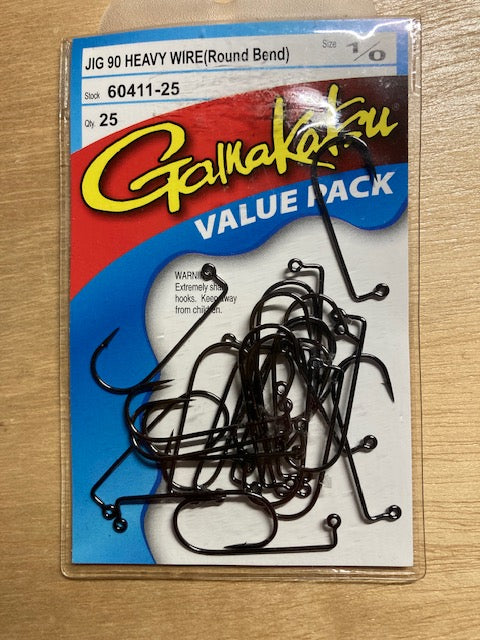 JIG 90 HEAVY WIRE(Round Bend)
Size 1/0
Stock 60411-25
Qty. 25
Gamakatsu
VALUE PACK
WARNING
Extremely sharp
hooks. Keep away
from children.